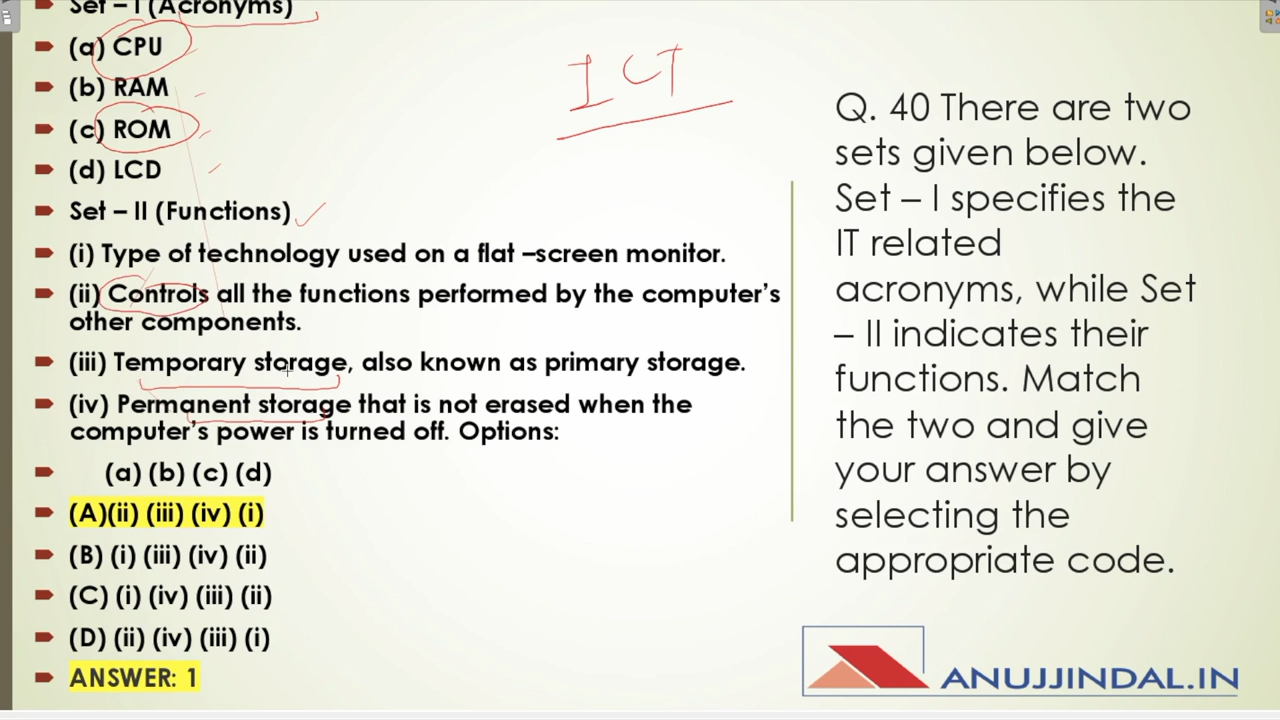 Set – I (Acronyms)
(a) CPU
(b) RAM
(c) ROM
(d) LCD
Set – II (Functions)
(i) Type of technology used on a flat –screen monitor.
(ii) Controls all the functions performed by the computer's
other components.
(iii) Temporary storage, also known as primary storage.
(iv) Permanent storage that is not erased when the
computer's power is turned off. Options:
(a) (b) (c) (d)
(A)(ii) (iii) (iv) (i)
(B) (i) (iii) (iv) (ii)
(C) (i) (iv) (iii) (ii)
(D) (ii) (iv) (iii) (i)
ANSWER: 1
ICT
Q. 40 There are two
sets given below.
Set – I specifies the
IT related
acronyms, while Set
– II indicates their
functions. Match
the two and give
your answer by
selecting the
appropriate code.
ANUJJINDAL.IN